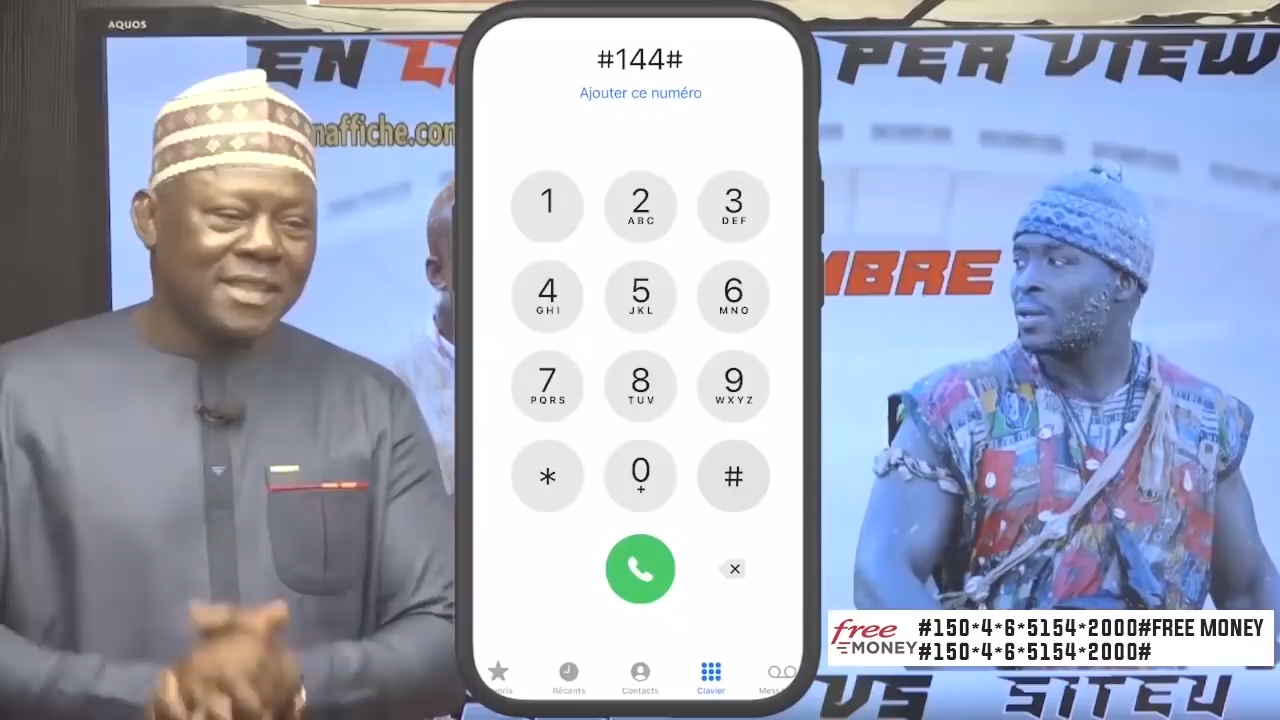 AQUOS
EN
PER VIEW
naffiche.com
#144#
Ajouter ce numéro
1
2
ABC
3
DEF
4
GHI
5
JKL
6
MNO
7
PQRS
8
TUV
9
WXYZ
*
0
+
#
Récents
Contacts
Clavier
free
MONEY
#150*4*6*5154*2000#FREE MONEY
#150*4*6*5154*2000#
VS SITEU